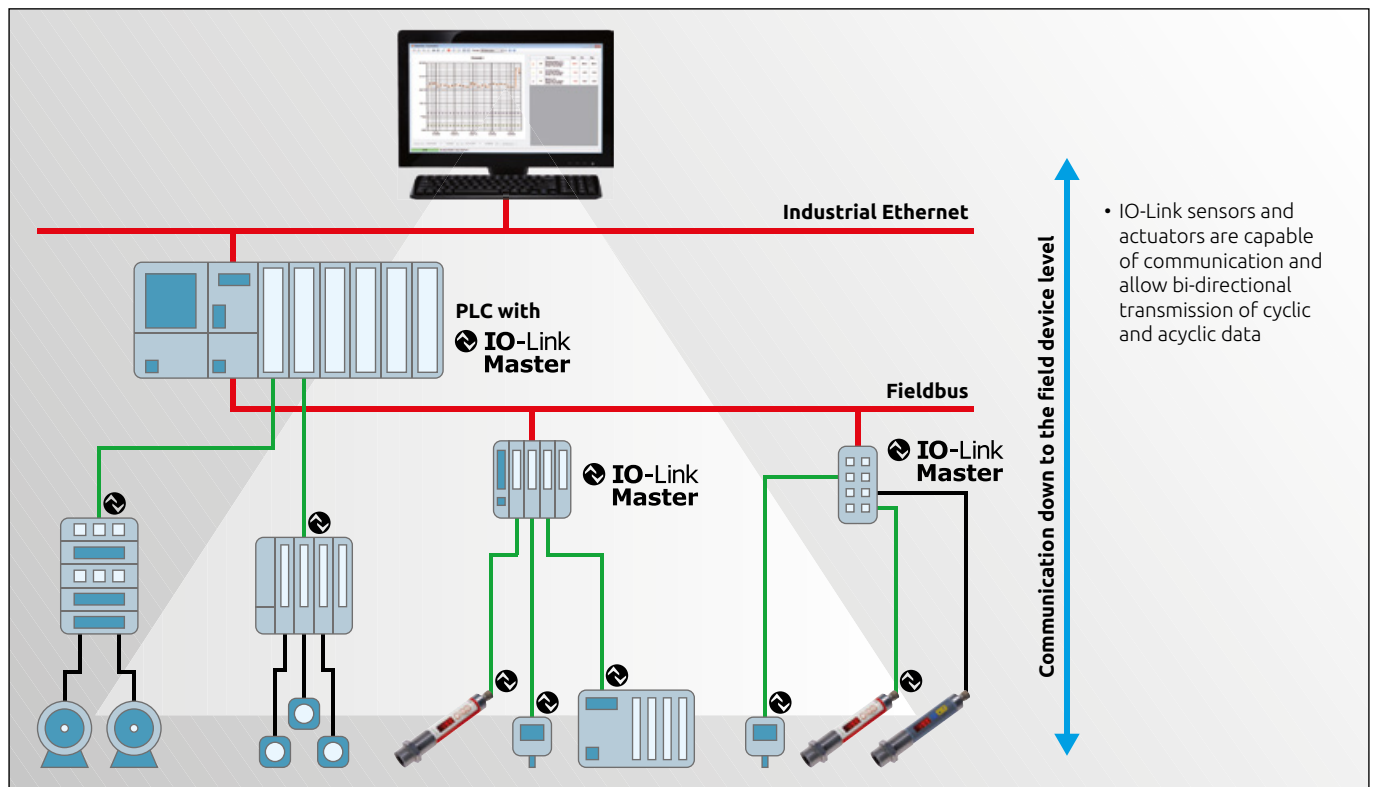 Industrial Ethernet
PLC with
IO-Link
Master
Fieldbus
IO-Link
Master
IO-Link
Master
Communication down to the field device level
• IO-Link sensors and
actuators are capable
of communication and
allow bi-directional
transmission of cyclic
and acyclic data